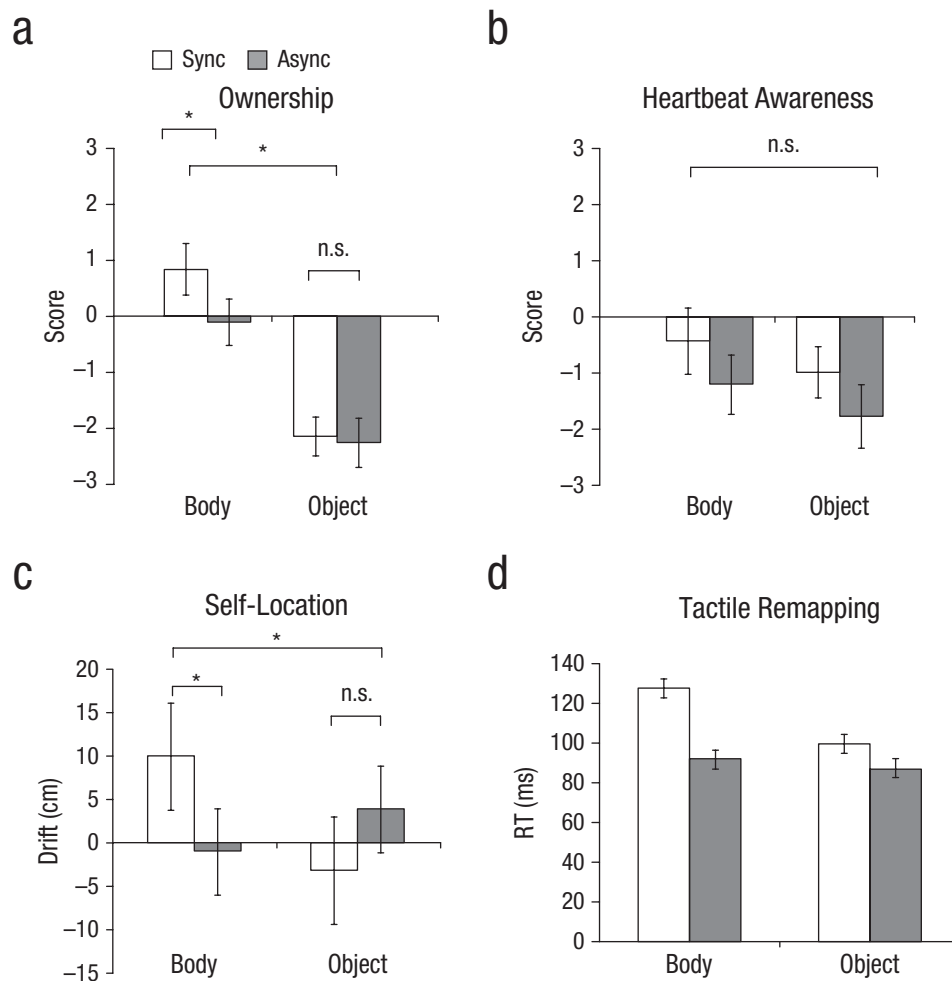 a
Sync Async
Ownership
*
*
n.s.
3
2
1
0
–1
–2
–3
Score
Body Object
b
Heartbeat Awareness
n.s.
3
2
1
0
–1
–2
–3
Score
Body Object
c
Self-Location
*
*
n.s.
20
15
10
5
0
–5
–10
–15
Drift (cm)
Body Object
d
Tactile Remapping
140
120
100
80
60
40
20
0
RT (ms)
Body Object